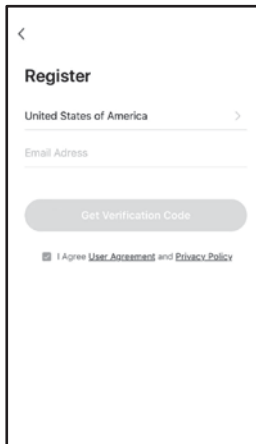 Register
United States of America
Email Adress
Get Verification Code
I Agree User Agreement and Privacy Policy